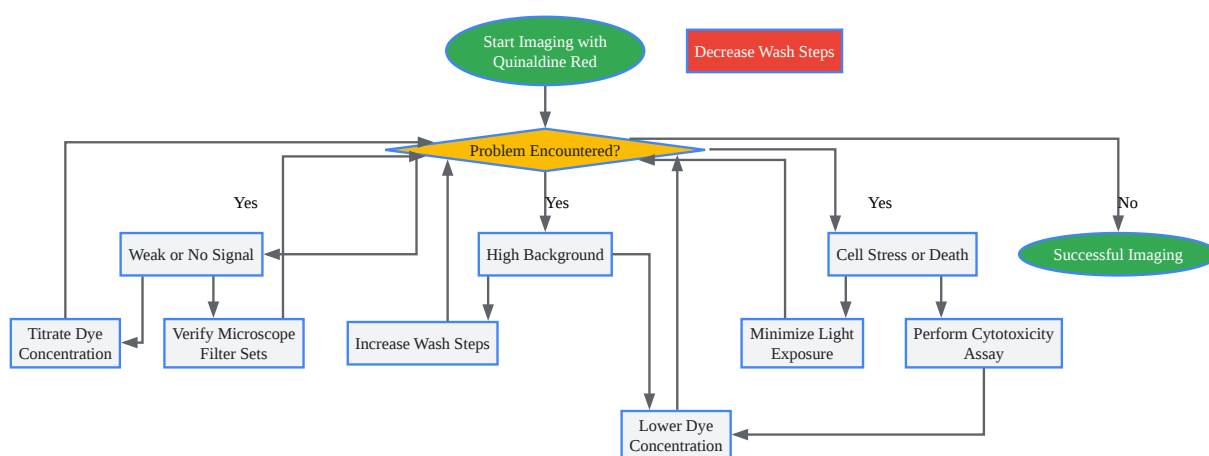 Start Imaging with
Quinaldine Red
Decrease Wash Steps
Problem Encountered?
Yes
Yes
Yes
No
Weak or No Signal
High Background
Cell Stress or Death
Successful Imaging
Titrate Dye
Concentration
Verify Microscope
Filter Sets
Increase Wash Steps
Minimize Light
Exposure
Perform Cytotoxicity
Assay
Lower Dye
Concentration